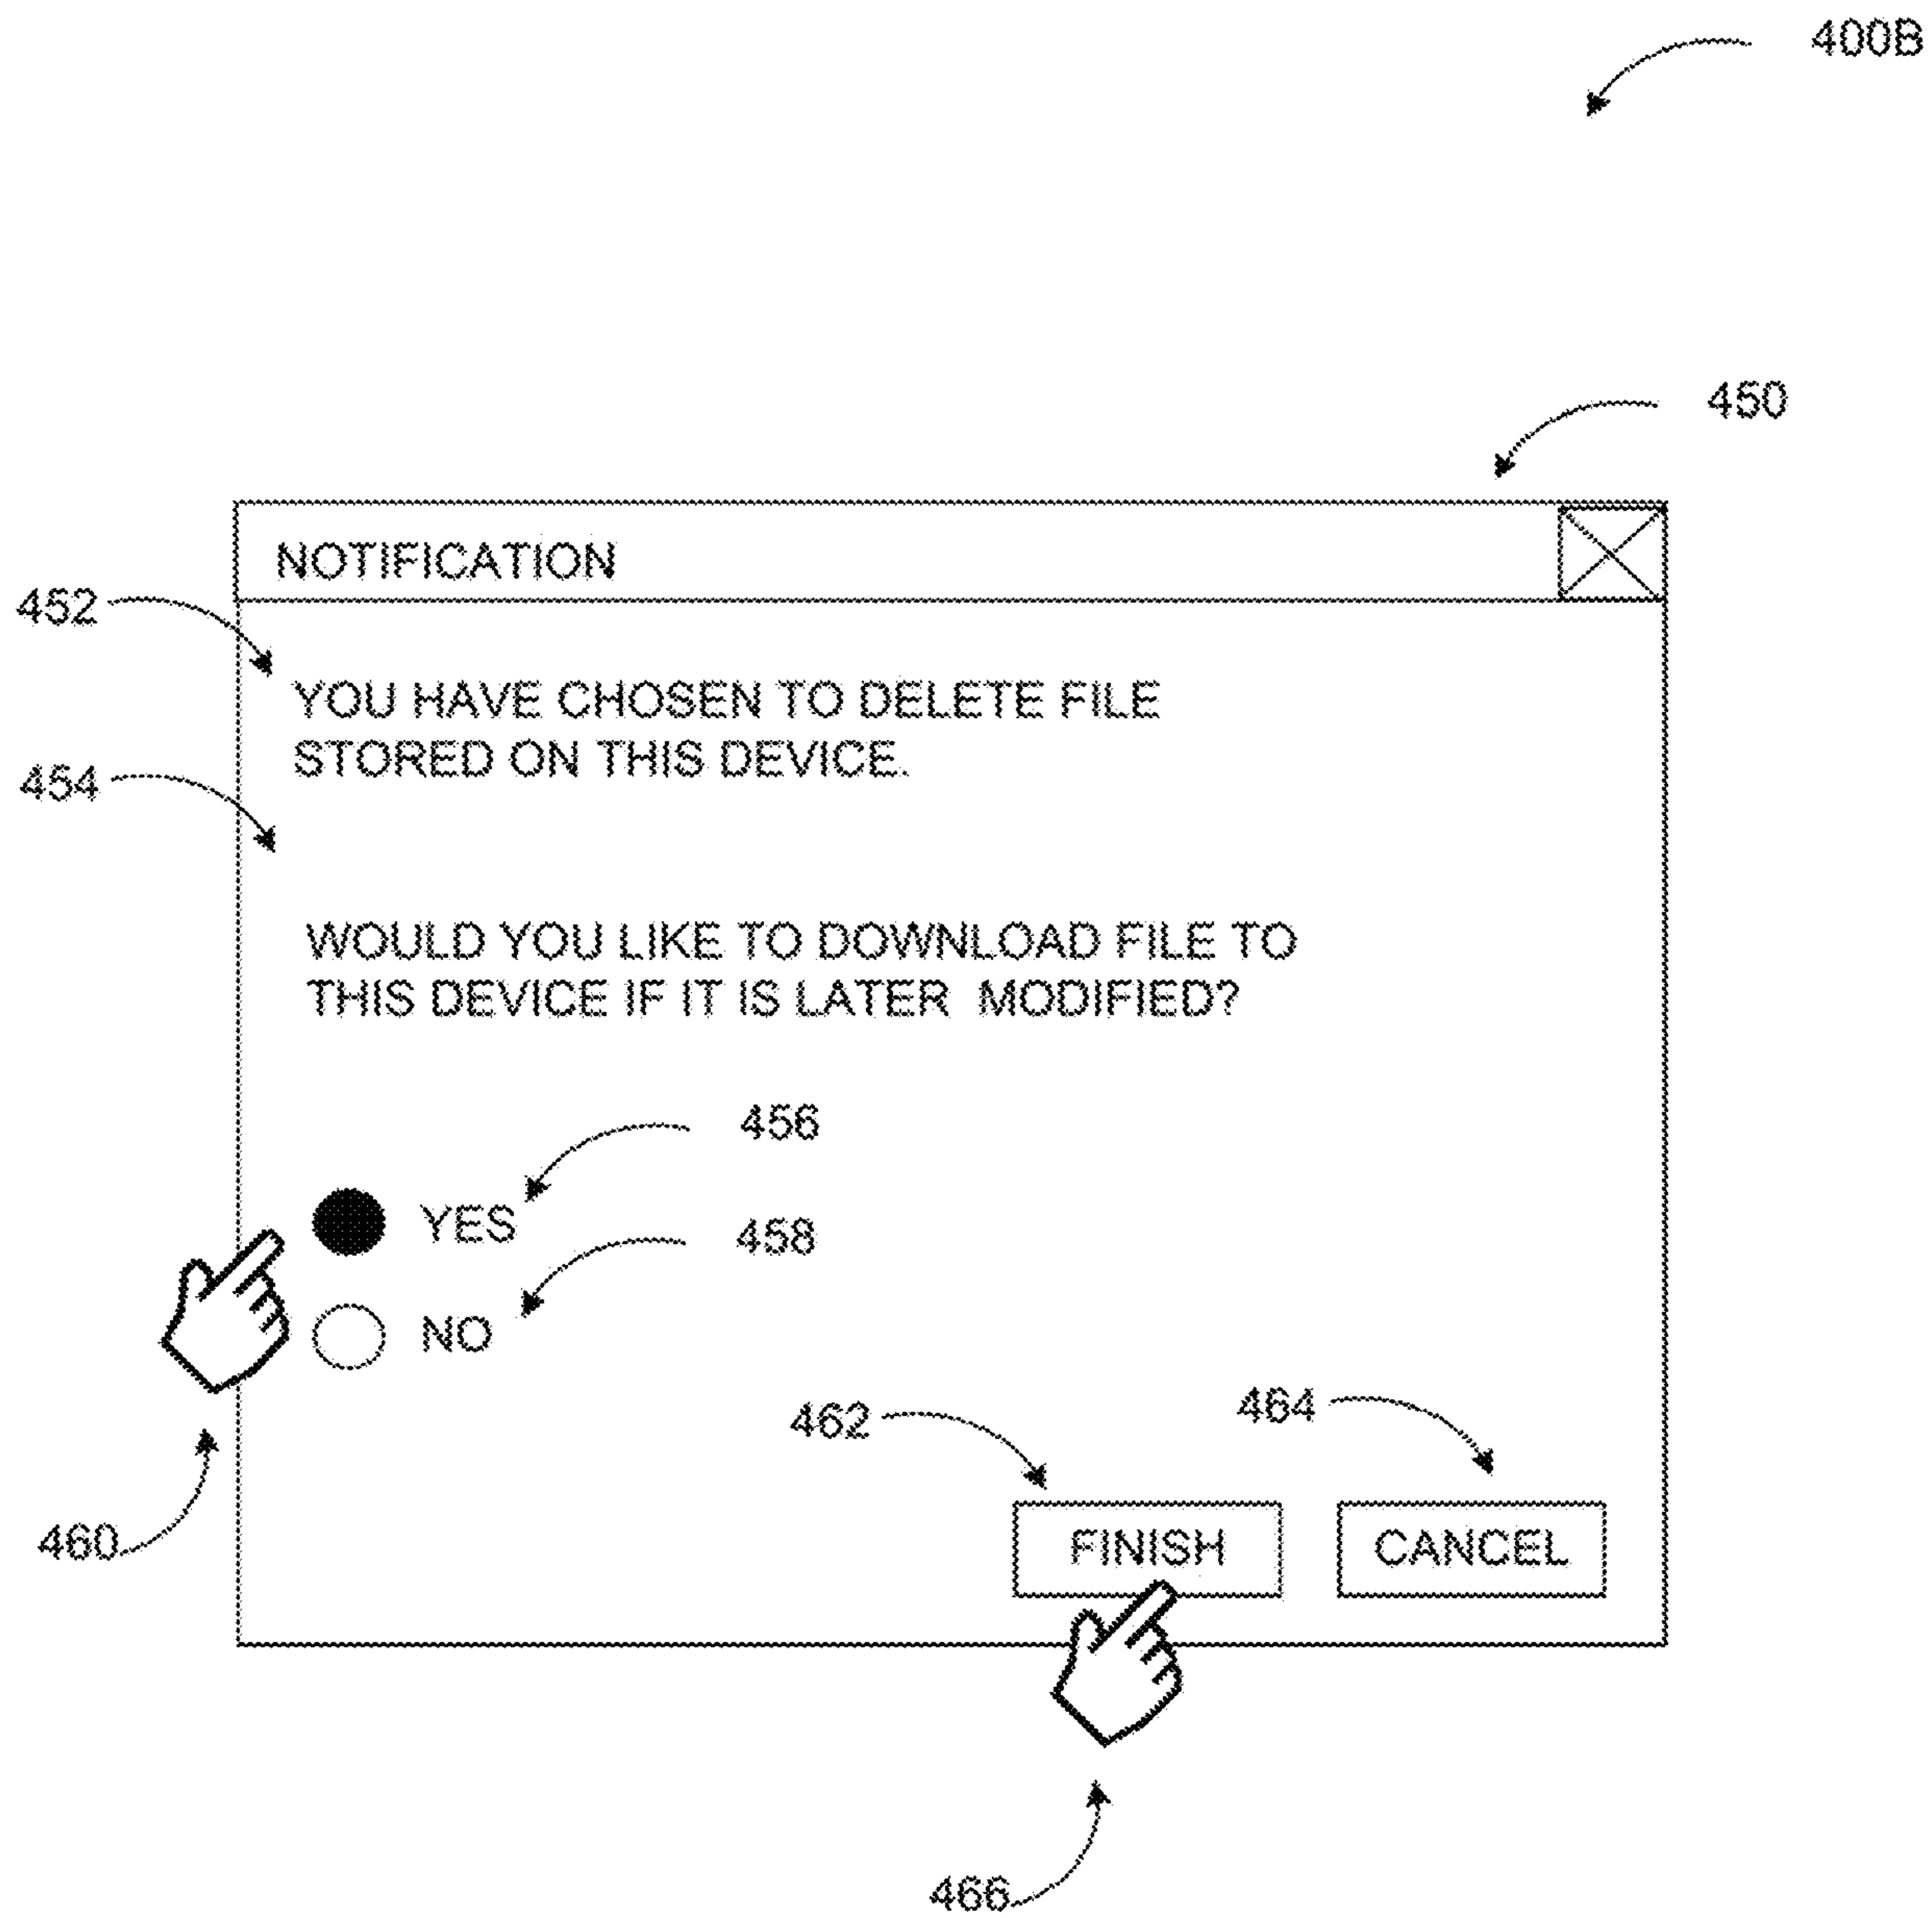 400B
450
NOTIFICATION
452
YOU HAVE CHOSEN TO DELETE FILE
STORED ON THIS DEVICE.
454
WOULD YOU LIKE TO DOWNLOAD FILE TO
THIS DEVICE IF IT IS LATER MODIFIED?
456
YES
458
NO
462
464
460
FINISH
CANCEL
466